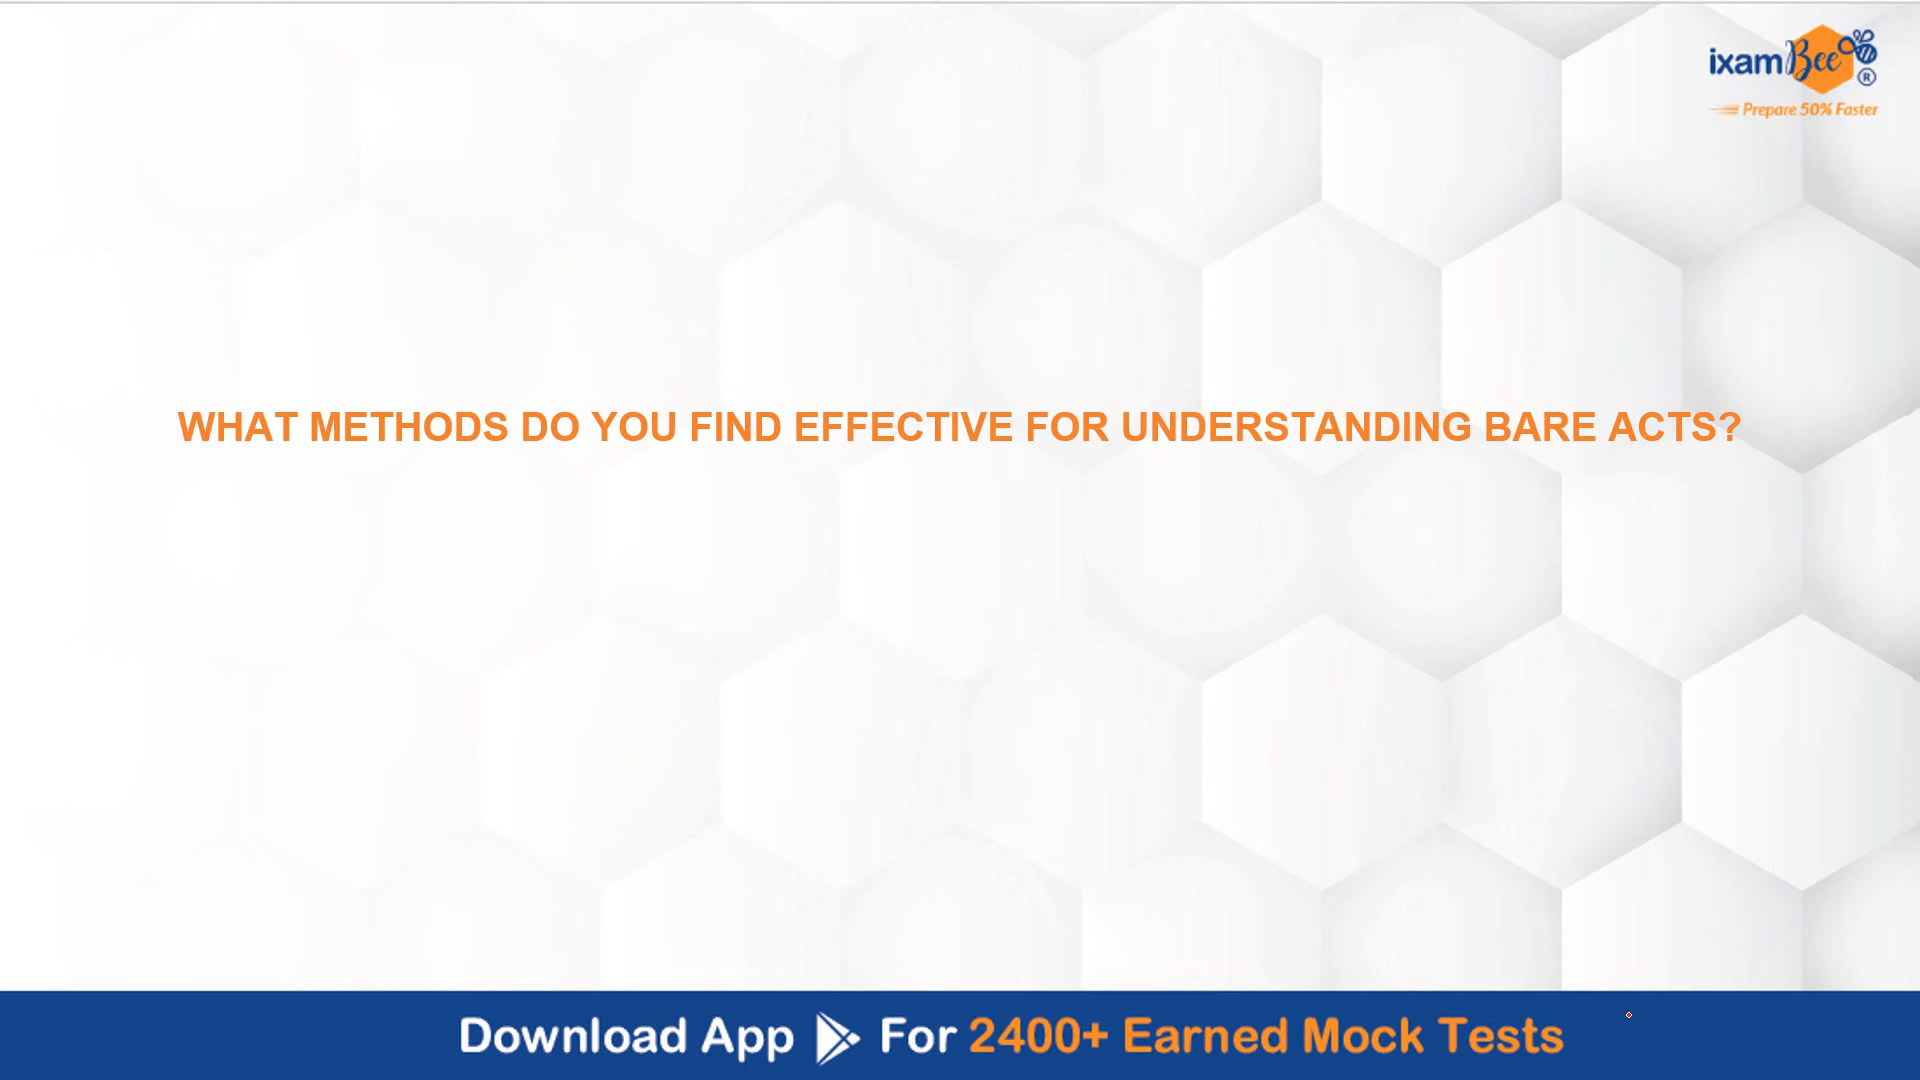 ixamBee®
Prepare 50% Faster
WHAT METHODS DO YOU FIND EFFECTIVE FOR UNDERSTANDING BARE ACTS?
Download App For 2400+ Earned Mock Tests